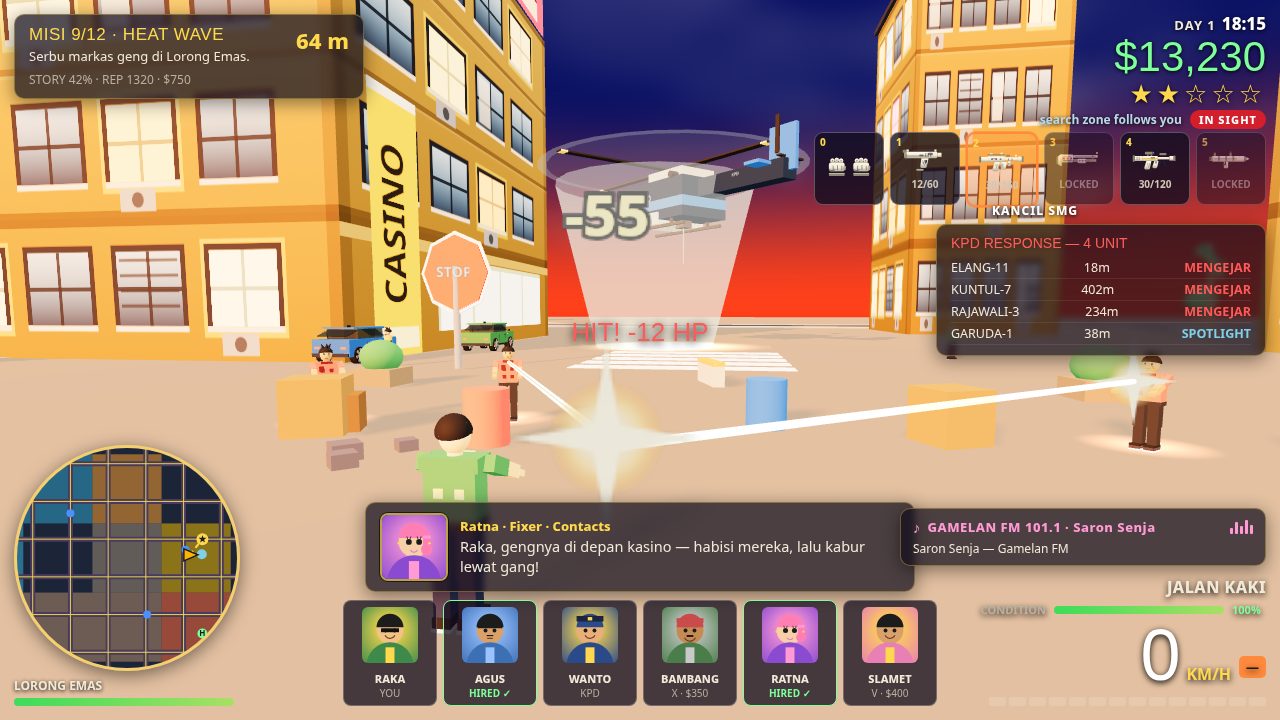 MISI 9/12 · HEAT WAVE
64 m
Serbu markas geng di Lorong Emas.
STORY 42% · REP 1320 · $750
DAY 1 18:15
$13,230
search zone follows you
IN SIGHT
0
1
12/60
2
3
LOCKED
4
30/120
5
LOCKED
KANCIL SMG
KPD RESPONSE — 4 UNIT
ELANG-11 18m MENGEJAR
KUNTUL-7 402m MENGEJAR
RAJAWALI-3 234m MENGEJAR
GARUDA-1 38m SPOTLIGHT
CASINO
STOP
-55
HIT! -12 HP
Ratna · Fixer · Contacts
Raka, gengnya di depan kasino — habisi mereka, lalu kabur
lewat gang!
♪ GAMELAN FM 101.1 · Saron Senja
Saron Senja — Gamelan FM
JALAN KAKI
CONDITION 100%
0 KM/H
H
LORONG EMAS
RAKA
YOU
AGUS
HIRED ✓
WANTO
KPD
BAMBANG
X · $350
RATNA
HIRED ✓
SLAMET
V · $400